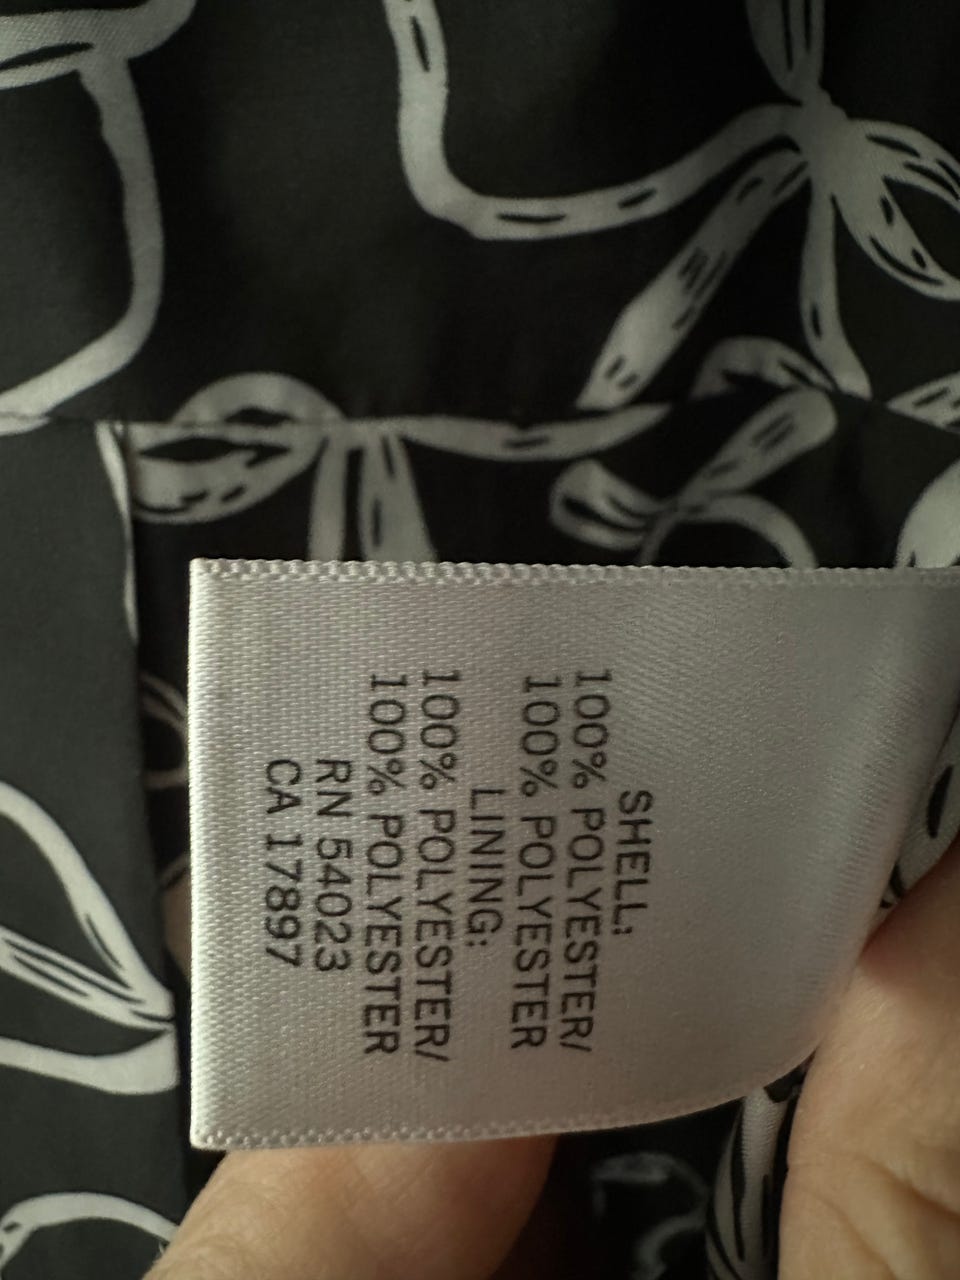 SHELL:
100% POLYESTER/
100% POLYESTER
LINING:
100% POLYESTER/
100% POLYESTER
RN 54023
CA 17897